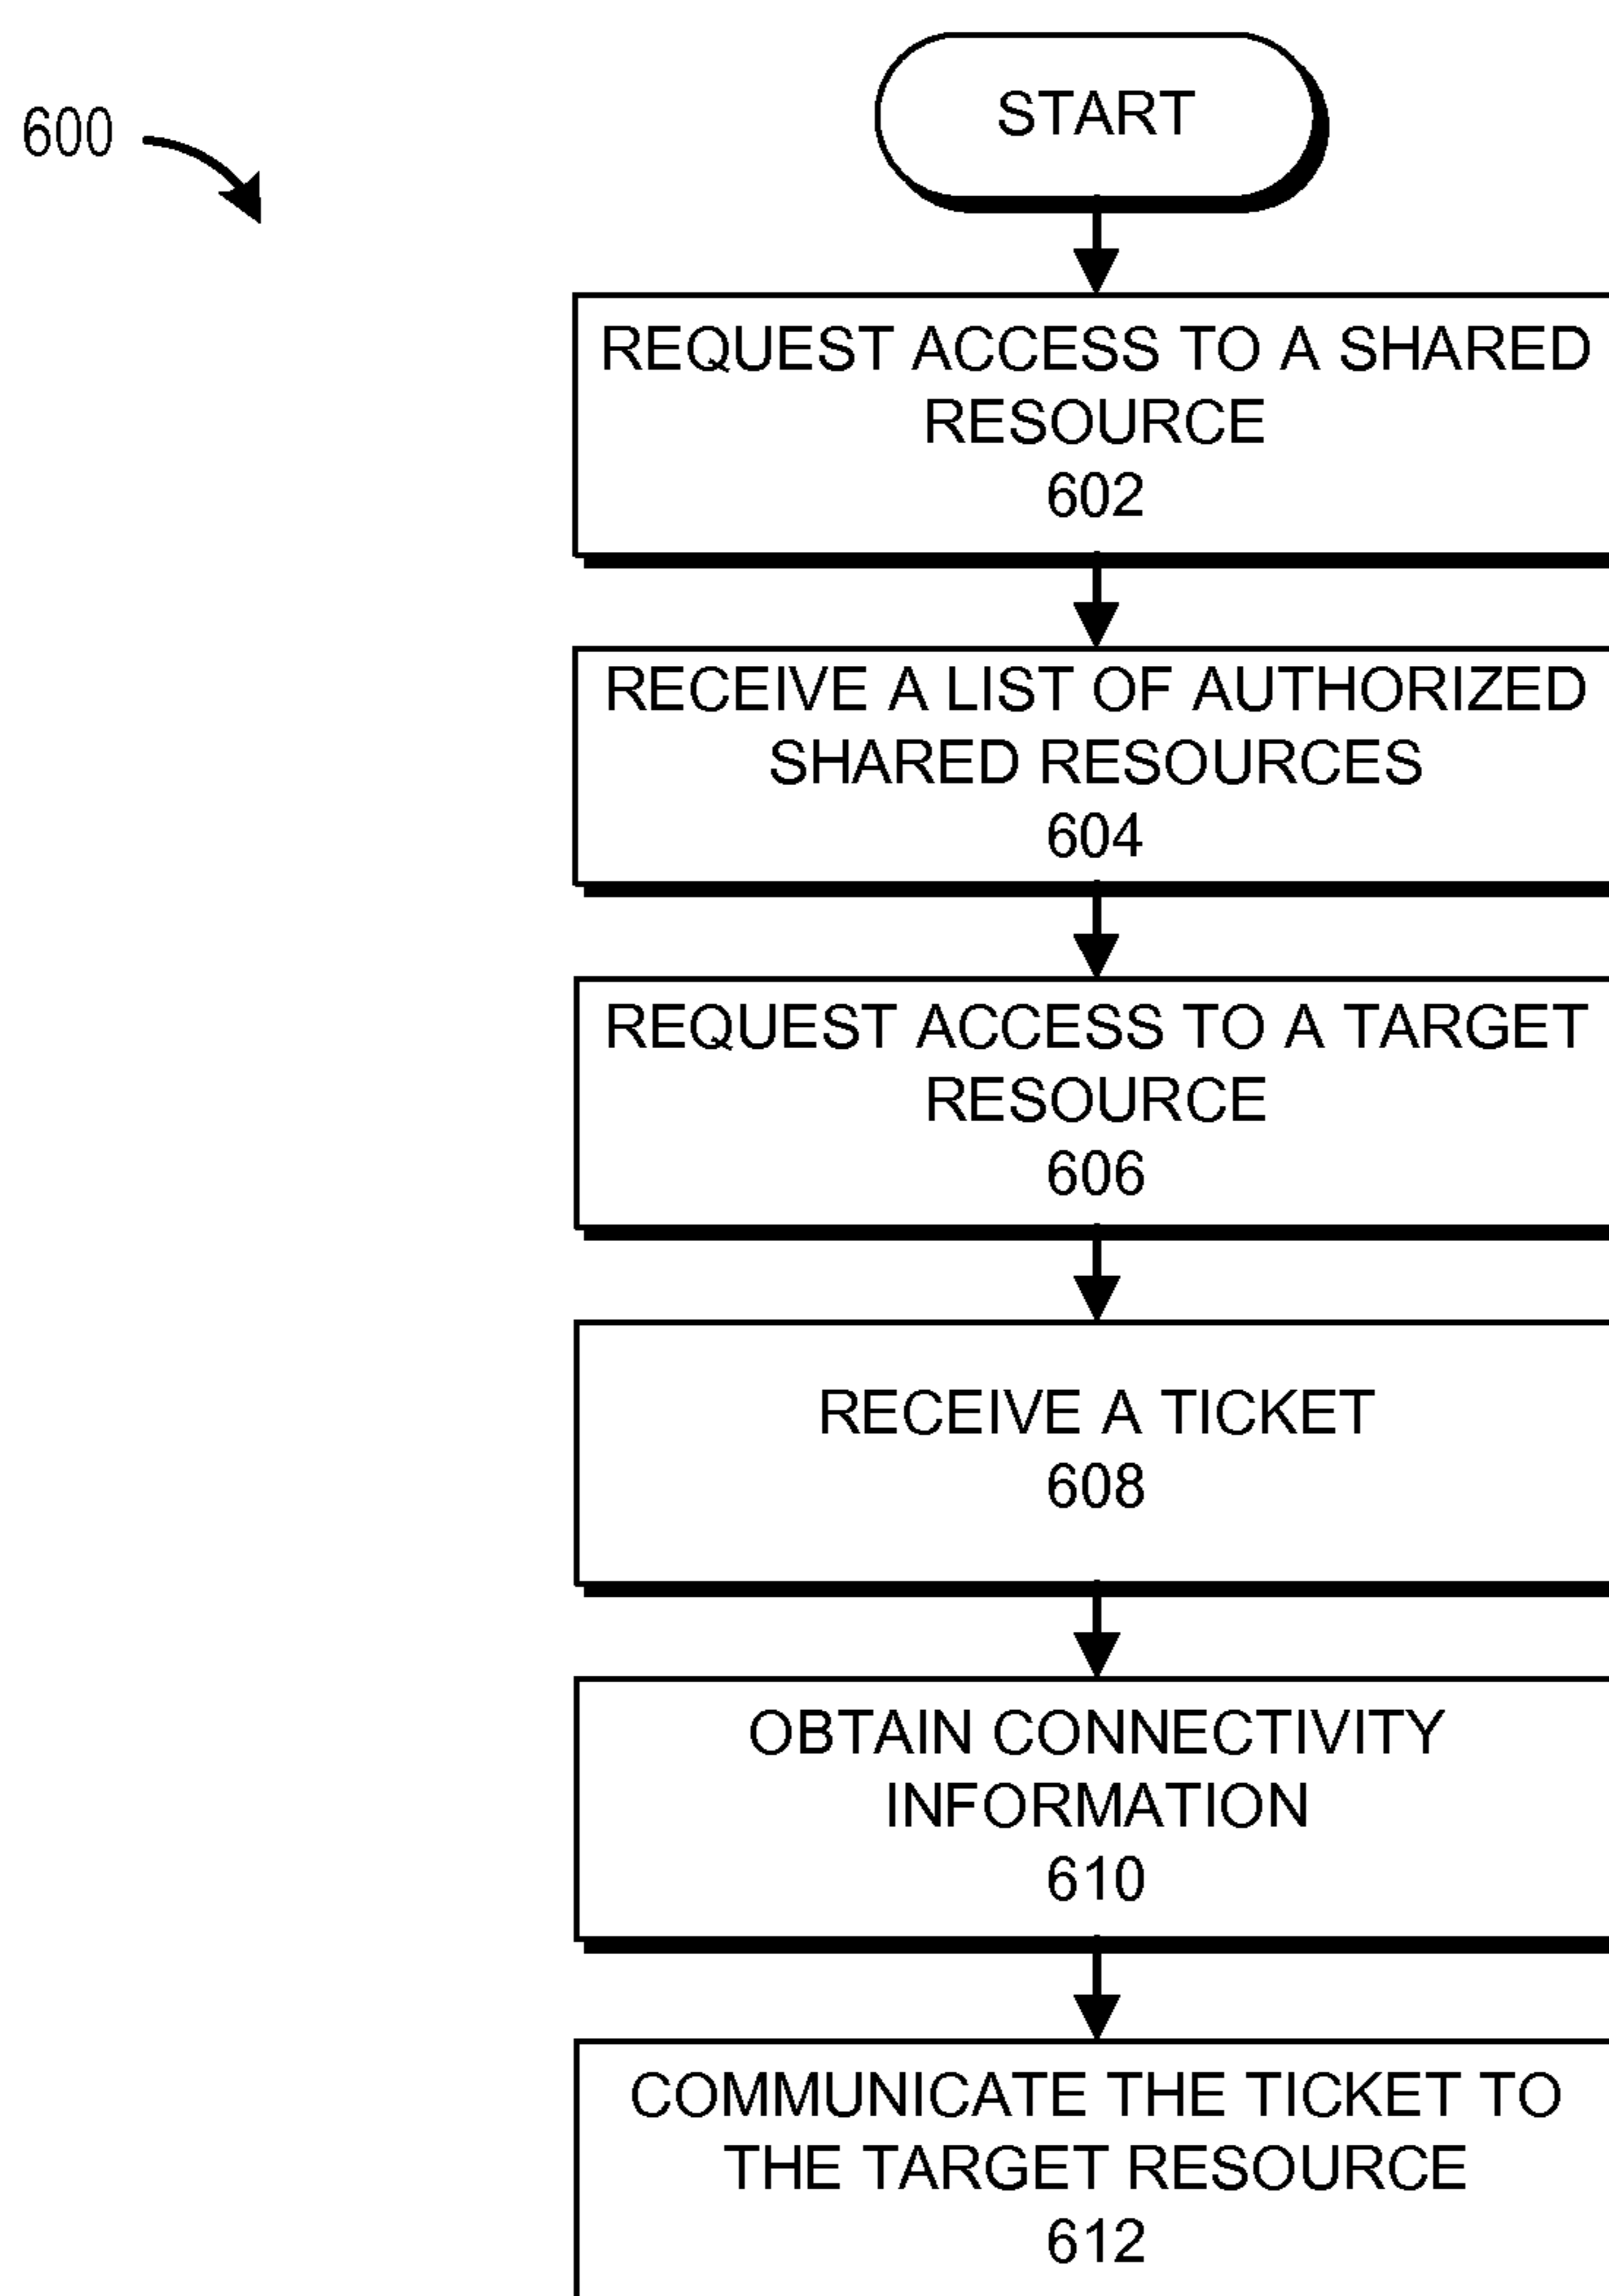 600
START
REQUEST ACCESS TO A SHARED
RESOURCE
602
RECEIVE A LIST OF AUTHORIZED
SHARED RESOURCES
604
REQUEST ACCESS TO A TARGET
RESOURCE
606
RECEIVE A TICKET
608
OBTAIN CONNECTIVITY
INFORMATION
610
COMMUNICATE THE TICKET TO
THE TARGET RESOURCE
612